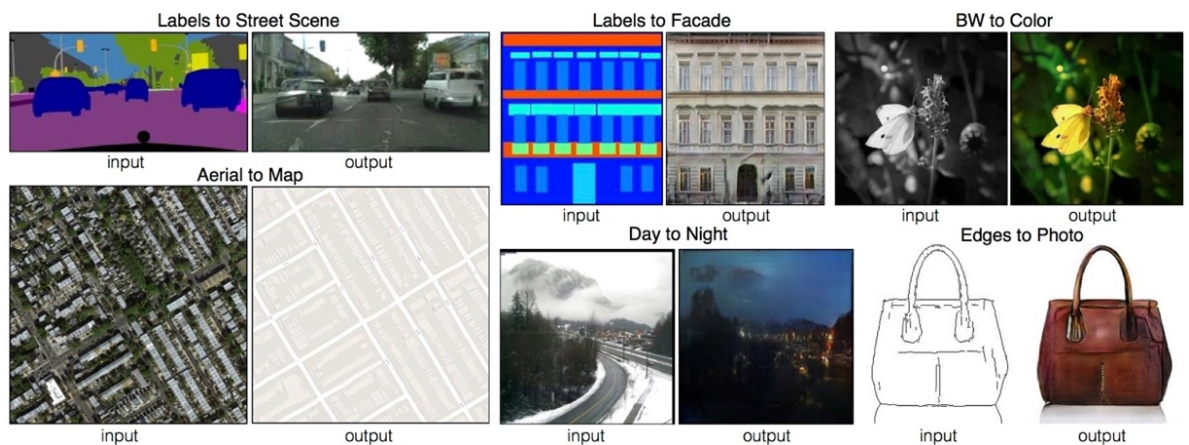 Labels to Street Scene
input
output
Aerial to Map
input
output
Labels to Facade
input
output
BW to Color
input
output
Day to Night
input
output
Edges to Photo
input
output